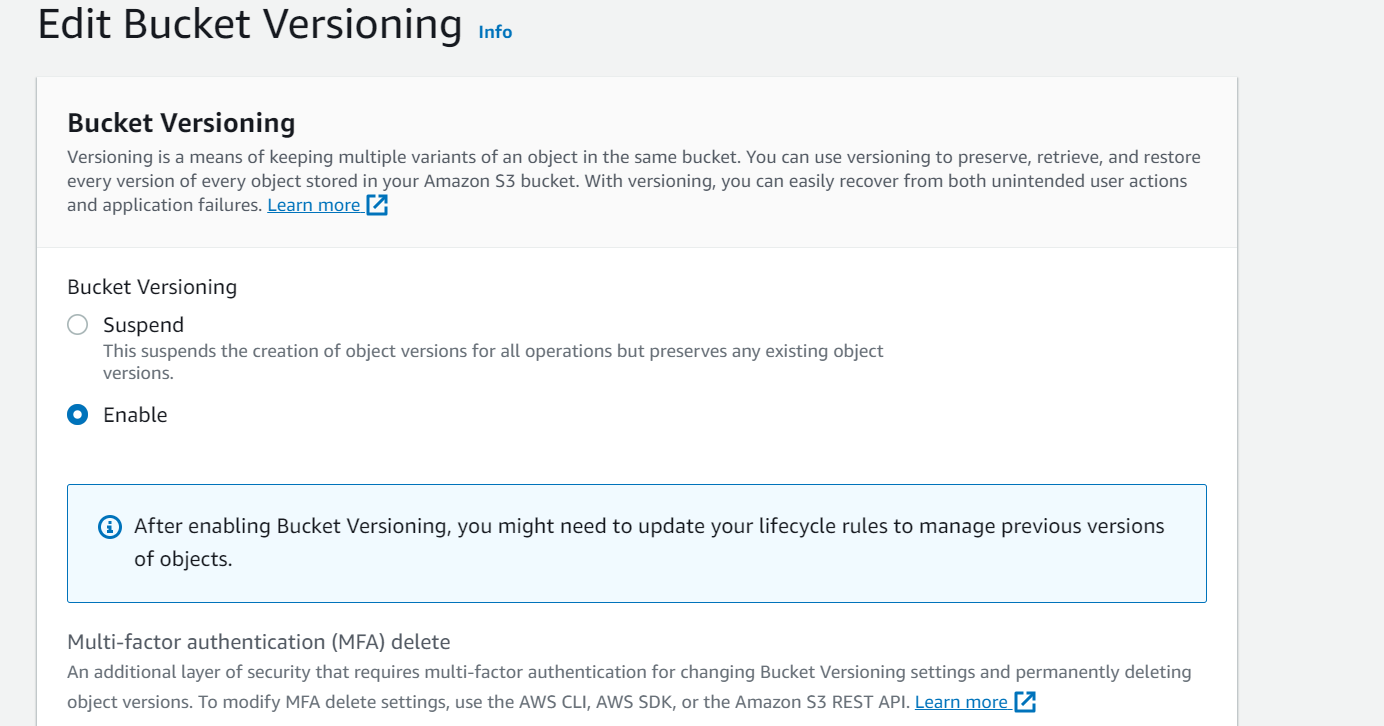 Edit Bucket Versioning Info
Bucket Versioning
Versioning is a means of keeping multiple variants of an object in the same bucket. You can use versioning to preserve, retrieve, and restore
every version of every object stored in your Amazon S3 bucket. With versioning, you can easily recover from both unintended user actions
and application failures. Learn more
Bucket Versioning
Suspend
This suspends the creation of object versions for all operations but preserves any existing object
versions.
Enable
After enabling Bucket Versioning, you might need to update your lifecycle rules to manage previous versions
of objects.
Multi-factor authentication (MFA) delete
An additional layer of security that requires multi-factor authentication for changing Bucket Versioning settings and permanently deleting
object versions. To modify MFA delete settings, use the AWS CLI, AWS SDK, or the Amazon S3 REST API. Learn more